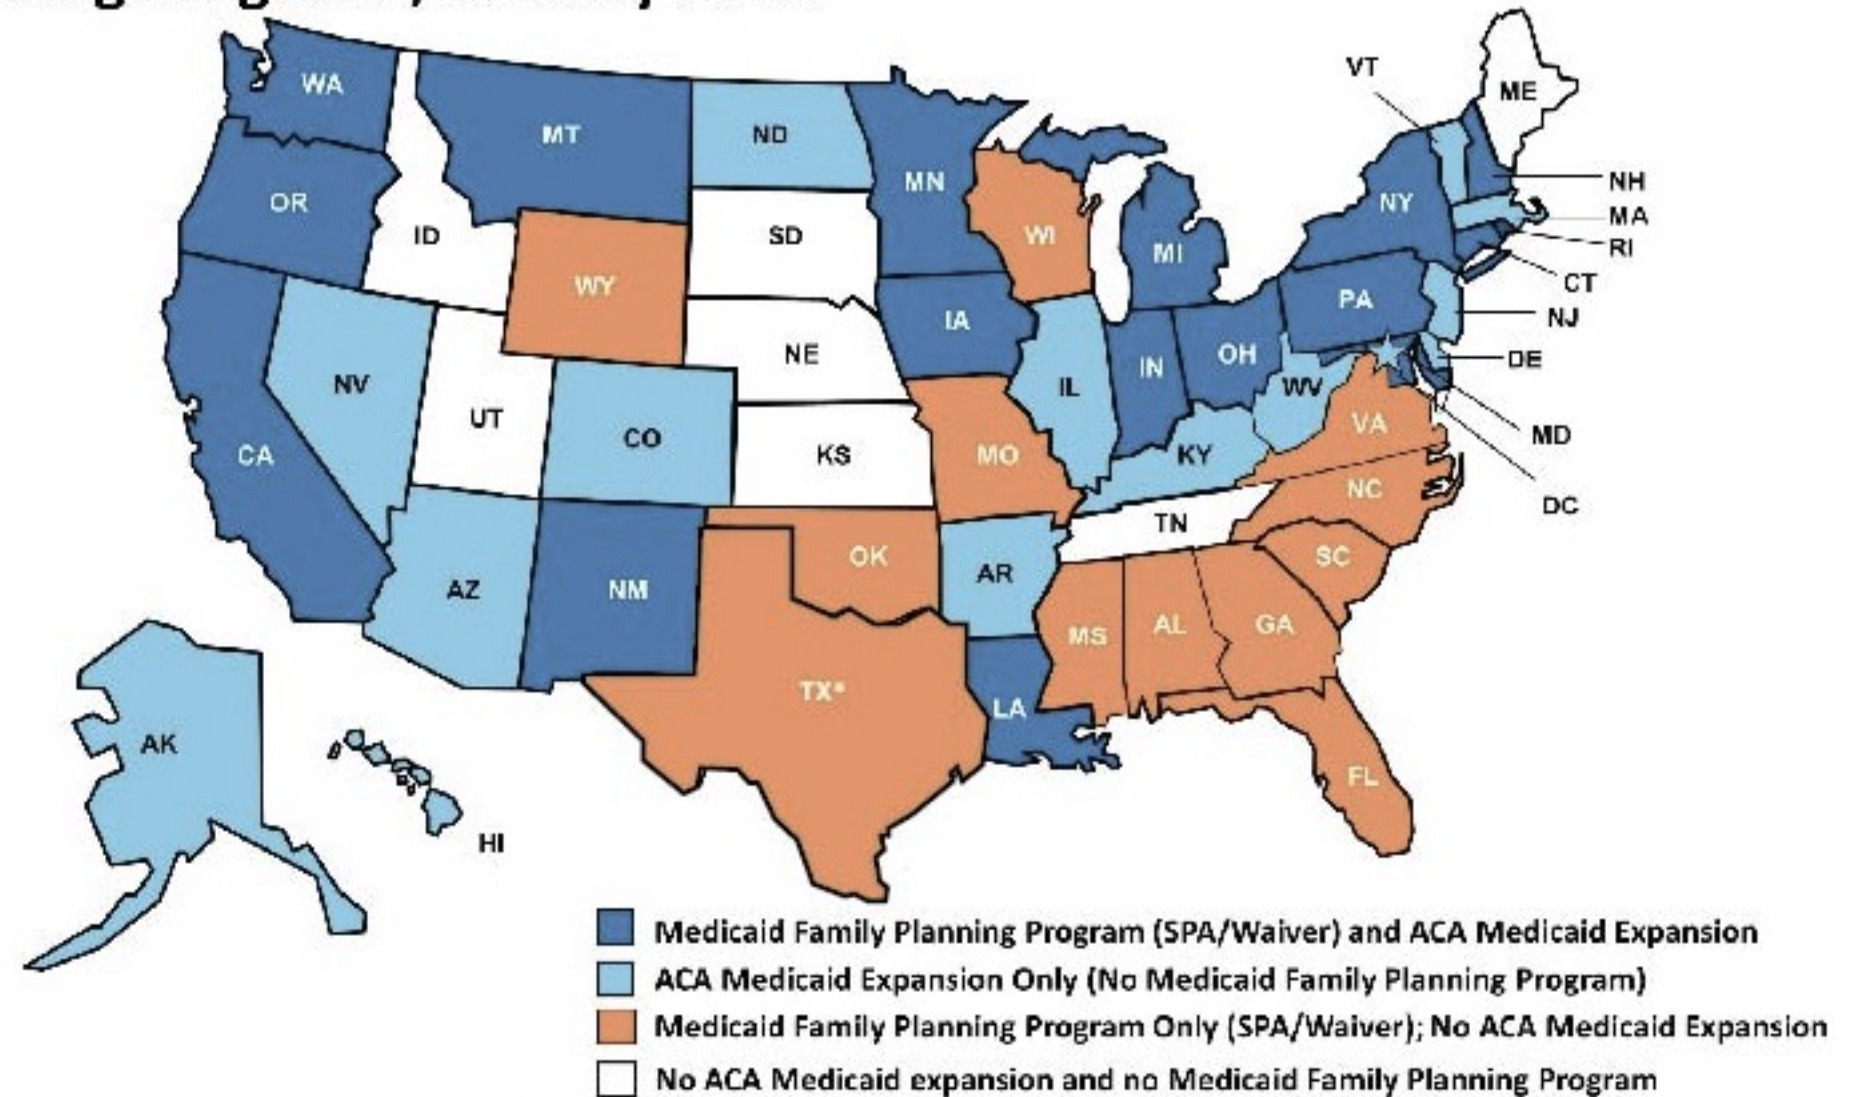 VT
ME
WA
MT
ND
MN
NH
OR
NY
MA
ID
SD
WI
MI
RI
WY
CT
PA
NJ
IA
NE
OH
DE
IN
NV
IL
WV
UT
CO
VA
MD
CA
KS
MO
KY
NC
DC
TN
OK
SC
AR
AZ
NM
GA
AL
MS
TX*
LA
AK
FL
HI
Medicaid Family Planning Program (SPA/Waiver) and ACA Medicaid Expansion
ACA Medicaid Expansion Only (No Medicaid Family Planning Program)
Medicaid Family Planning Program Only (SPA/Waiver); No ACA Medicaid Expansion
No ACA Medicaid expansion and no Medicaid Family Planning Program